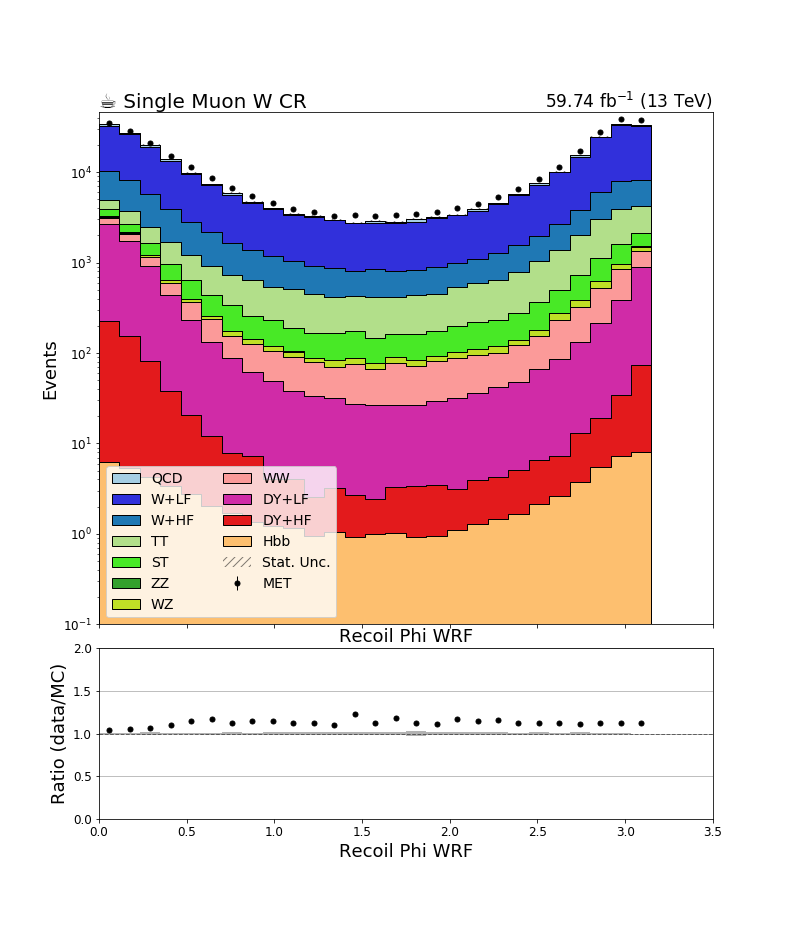 ☕ Single Muon W CR
59.74 fb⁻¹ (13 TeV)
Events
10⁴
10³
10²
10¹
10⁰
10⁻¹
QCD
W+LF
W+HF
TT
ST
ZZ
WZ
WW
DY+LF
DY+HF
Hbb
Stat. Unc.
MET
Recoil Phi WRF
Ratio (data/MC)
2.0
1.5
1.0
0.5
0.0
0.0 0.5 1.0 1.5 2.0 2.5 3.0 3.5
Recoil Phi WRF